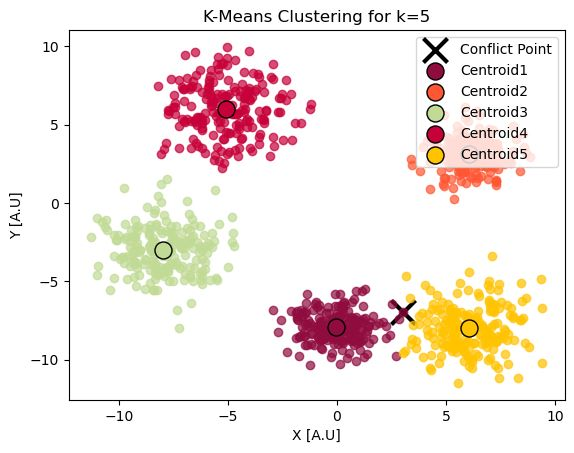 K-Means Clustering for k=5
Conflict Point
Centroid1
Centroid2
Centroid3
Centroid4
Centroid5
10
5
0
−5
−10
Y [A.U]
−10
−5
0
5
10
X [A.U]